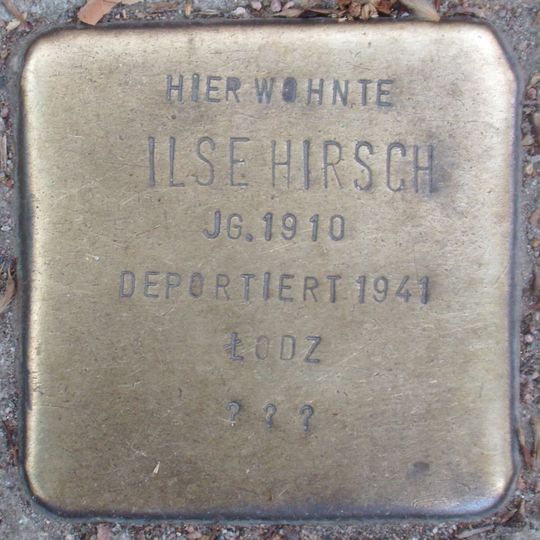 HIER WOHNTE
ILSE HIRSCH
JG. 1910
DEPORTIERT 1941
ŁODZ
? ? ?